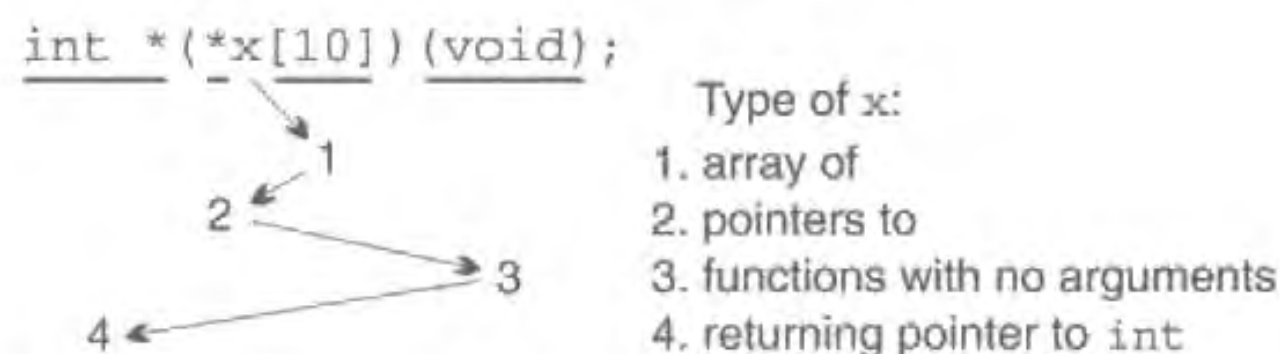 int *(*x[10])(void);
Type of x:
1
1. array of
2
2. pointers to
3
3. functions with no arguments
4
4. returning pointer to int